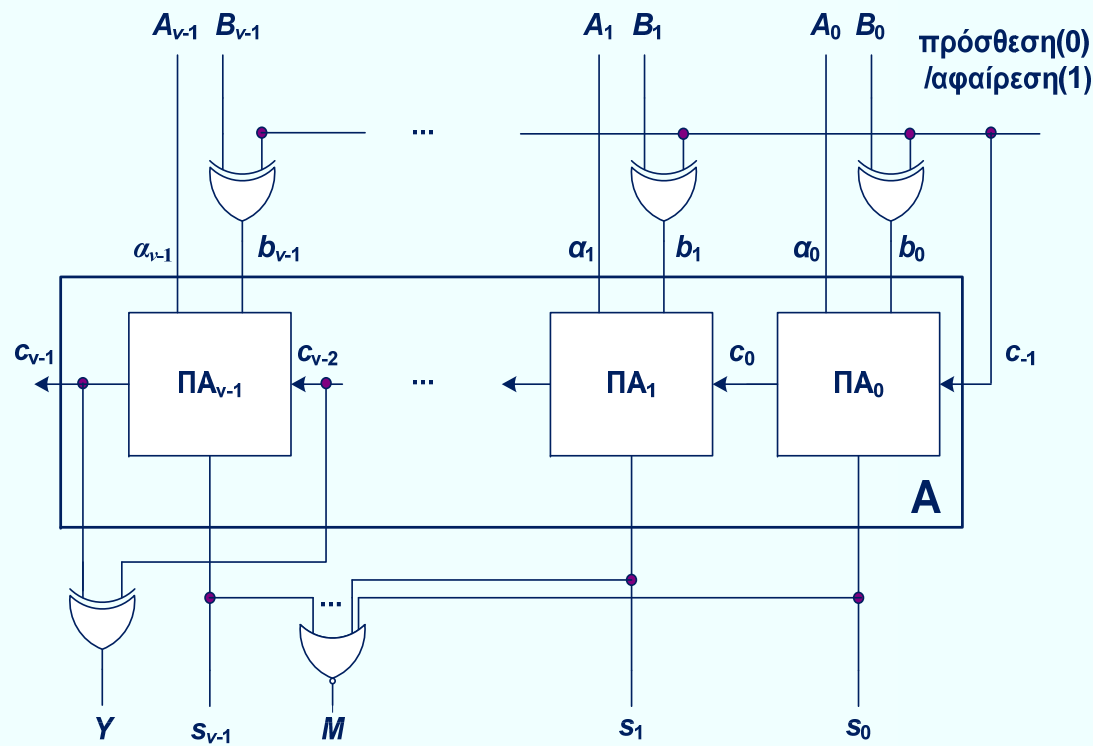 Aν-1 Bν-1 A1 B1 A0 B0 πρόσθεση(0)
/αφαίρεση(1)
...
αν-1 bν-1 α1 b1 α0 b0
cν-1 cν-2 c0 c-1
ΠΑν-1 ... ΠΑ1 ΠΑ0
A
...
Y sν-1 M s1 s0